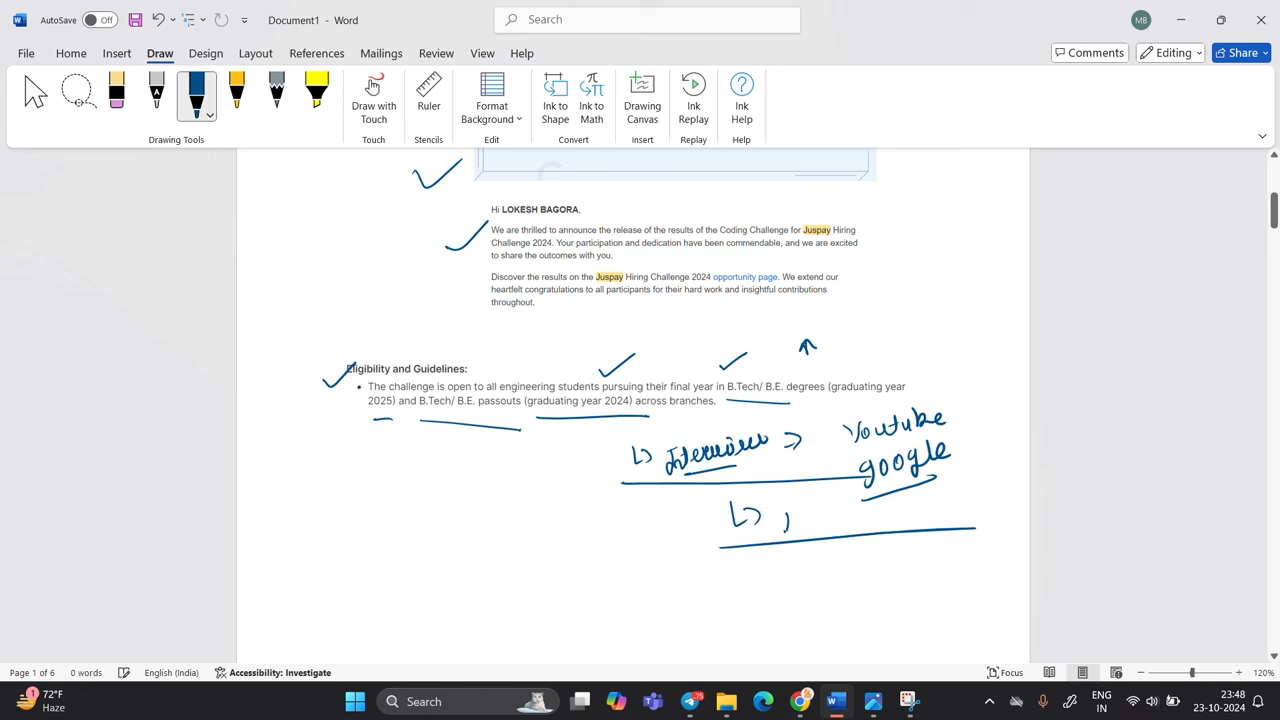 AutoSave Off Document1 - Word Search MB
File Home Insert Draw Design Layout References Mailings Review View Help Comments Editing Share
Draw with Touch Ruler Format Background Ink to Shape Ink to Math Drawing Canvas Ink Replay Ink Help
Drawing Tools Touch Stencils Edit Convert Insert Replay Help
Hi LOKESH BAGORA,
We are thrilled to announce the release of the results of the Coding Challenge for Juspay Hiring
Challenge 2024. Your participation and dedication have been commendable, and we are excited
to share the outcomes with you.
Discover the results on the Juspay Hiring Challenge 2024 opportunity page. We extend our
heartfelt congratulations to all participants for their hard work and insightful contributions
throughout.
Eligibility and Guidelines:
• The challenge is open to all engineering students pursuing their final year in B.Tech/ B.E. degrees (graduating year
2025) and B.Tech/ B.E. passouts (graduating year 2024) across branches.
Youtube
google
Page 1 of 6 0 words English (India) Accessibility: Investigate Focus 120%
1 72°F Haze Search 75 ENG IN 23:48 23-10-2024